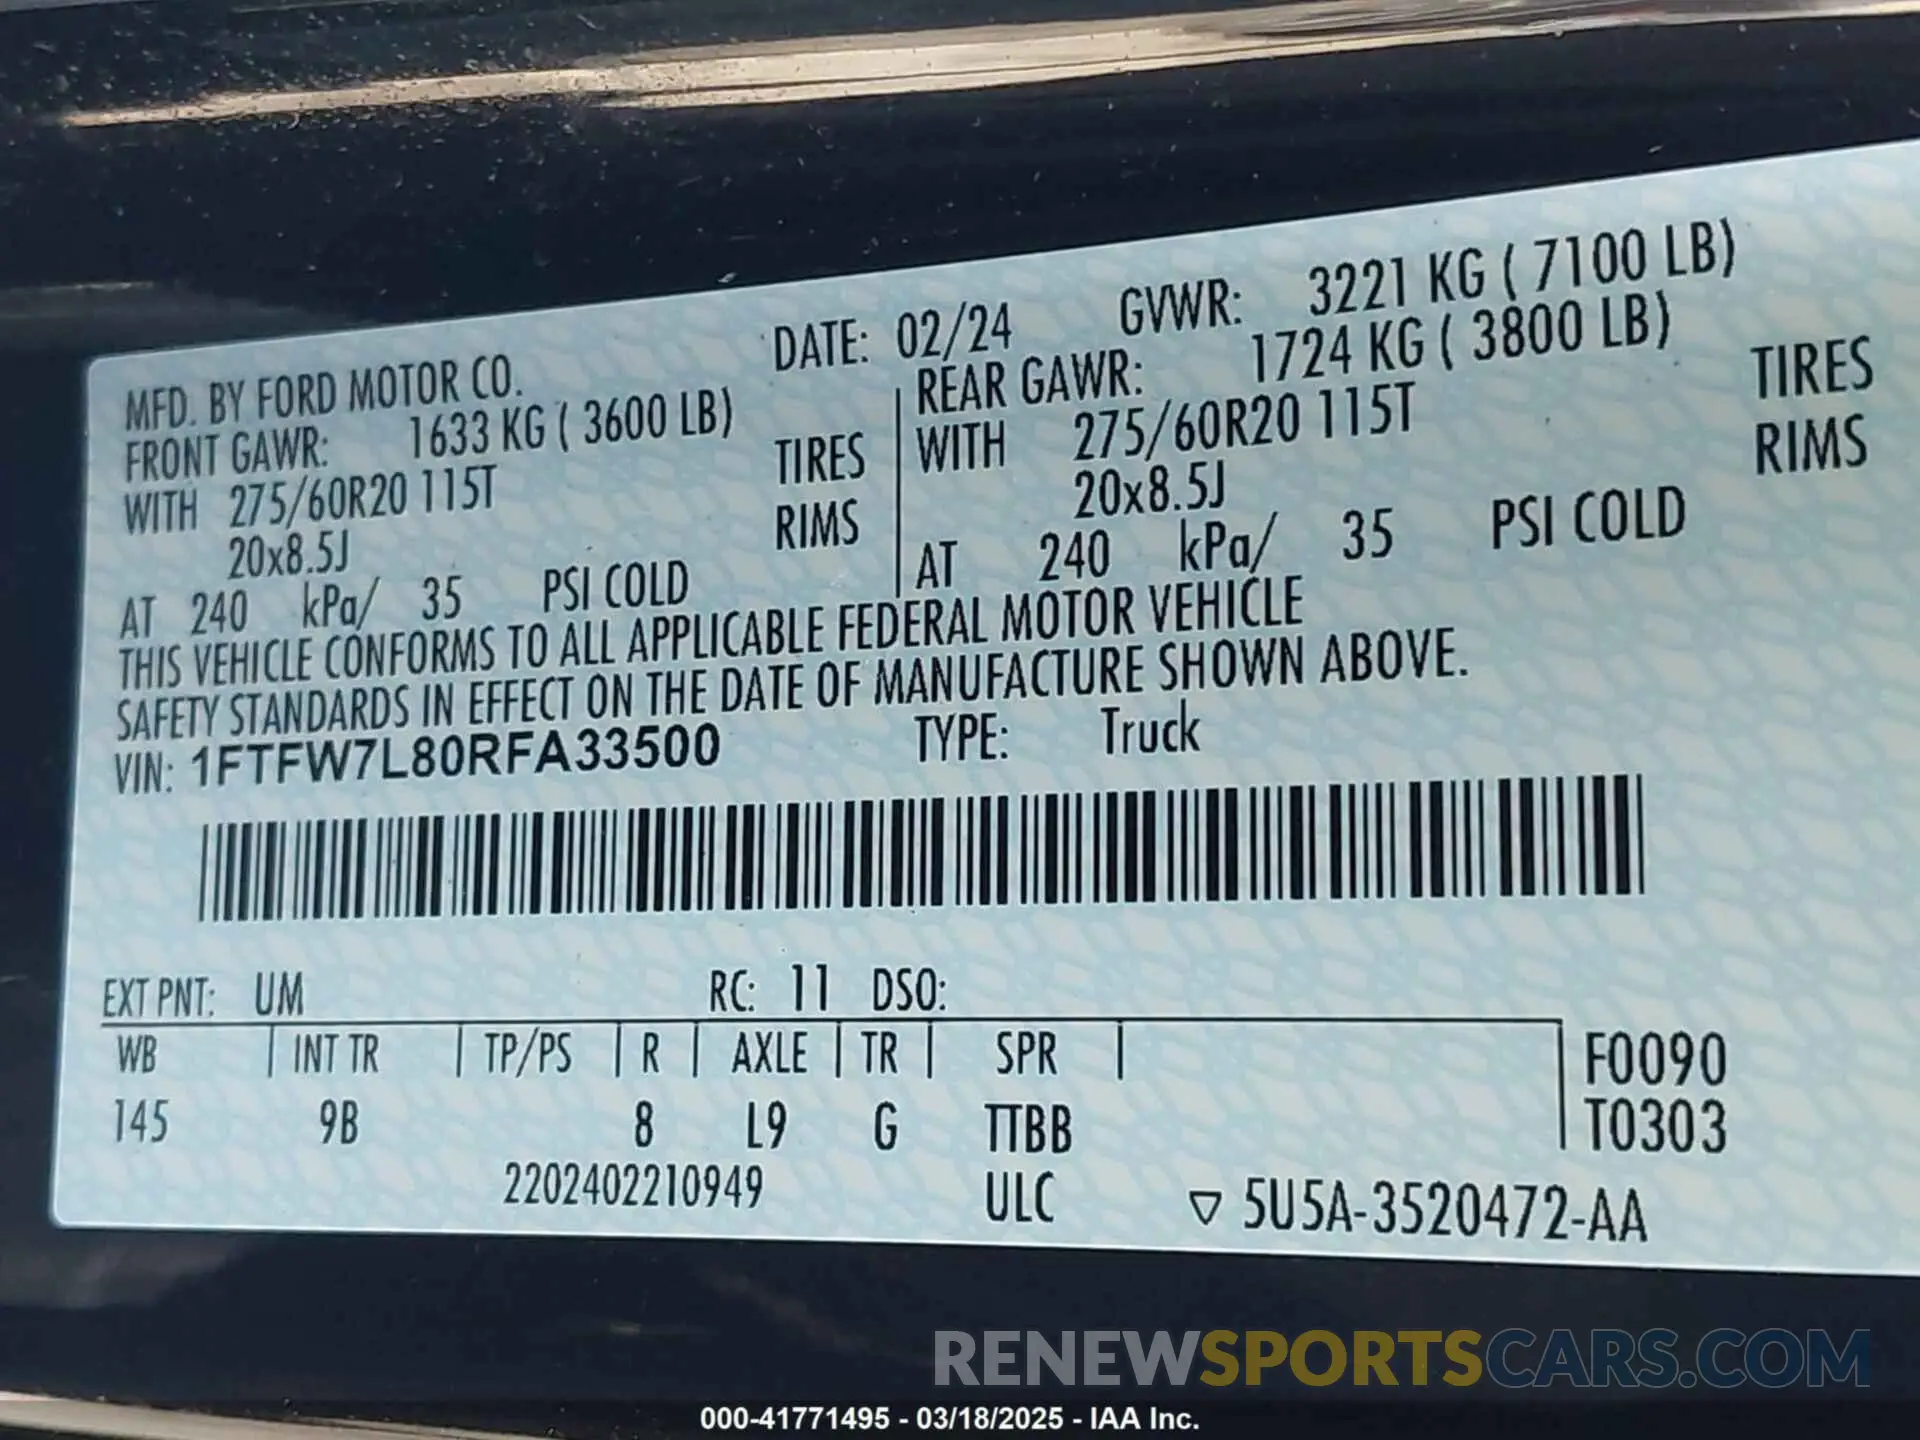 DATE: 02/24 GVWR: 3221 KG ( 7100 LB)
MFD. BY FORD MOTOR CO.
FRONT GAWR: 1633 KG ( 3600 LB)
WITH 275/60R20 115T TIRES
20x8.5J RIMS
AT 240 kPa/ 35 PSI COLD
REAR GAWR: 1724 KG ( 3800 LB)
WITH 275/60R20 115T TIRES
20x8.5J RIMS
AT 240 kPa/ 35 PSI COLD
THIS VEHICLE CONFORMS TO ALL APPLICABLE FEDERAL MOTOR VEHICLE
SAFETY STANDARDS IN EFFECT ON THE DATE OF MANUFACTURE SHOWN ABOVE.
VIN: 1FTFW7L80RFA33500 TYPE: Truck
EXT PNT: UM RC: 11 DSO:
WB | INT TR | TP/PS | R | AXLE | TR | SPR |
145 9B 8 L9 G TTBB
F0090
T0303
2202402210949 ULC ▽ 5U5A-3520472-AA
RENEWSPORTSCARS.COM
000-41771495 - 03/18/2025 - IAA Inc.